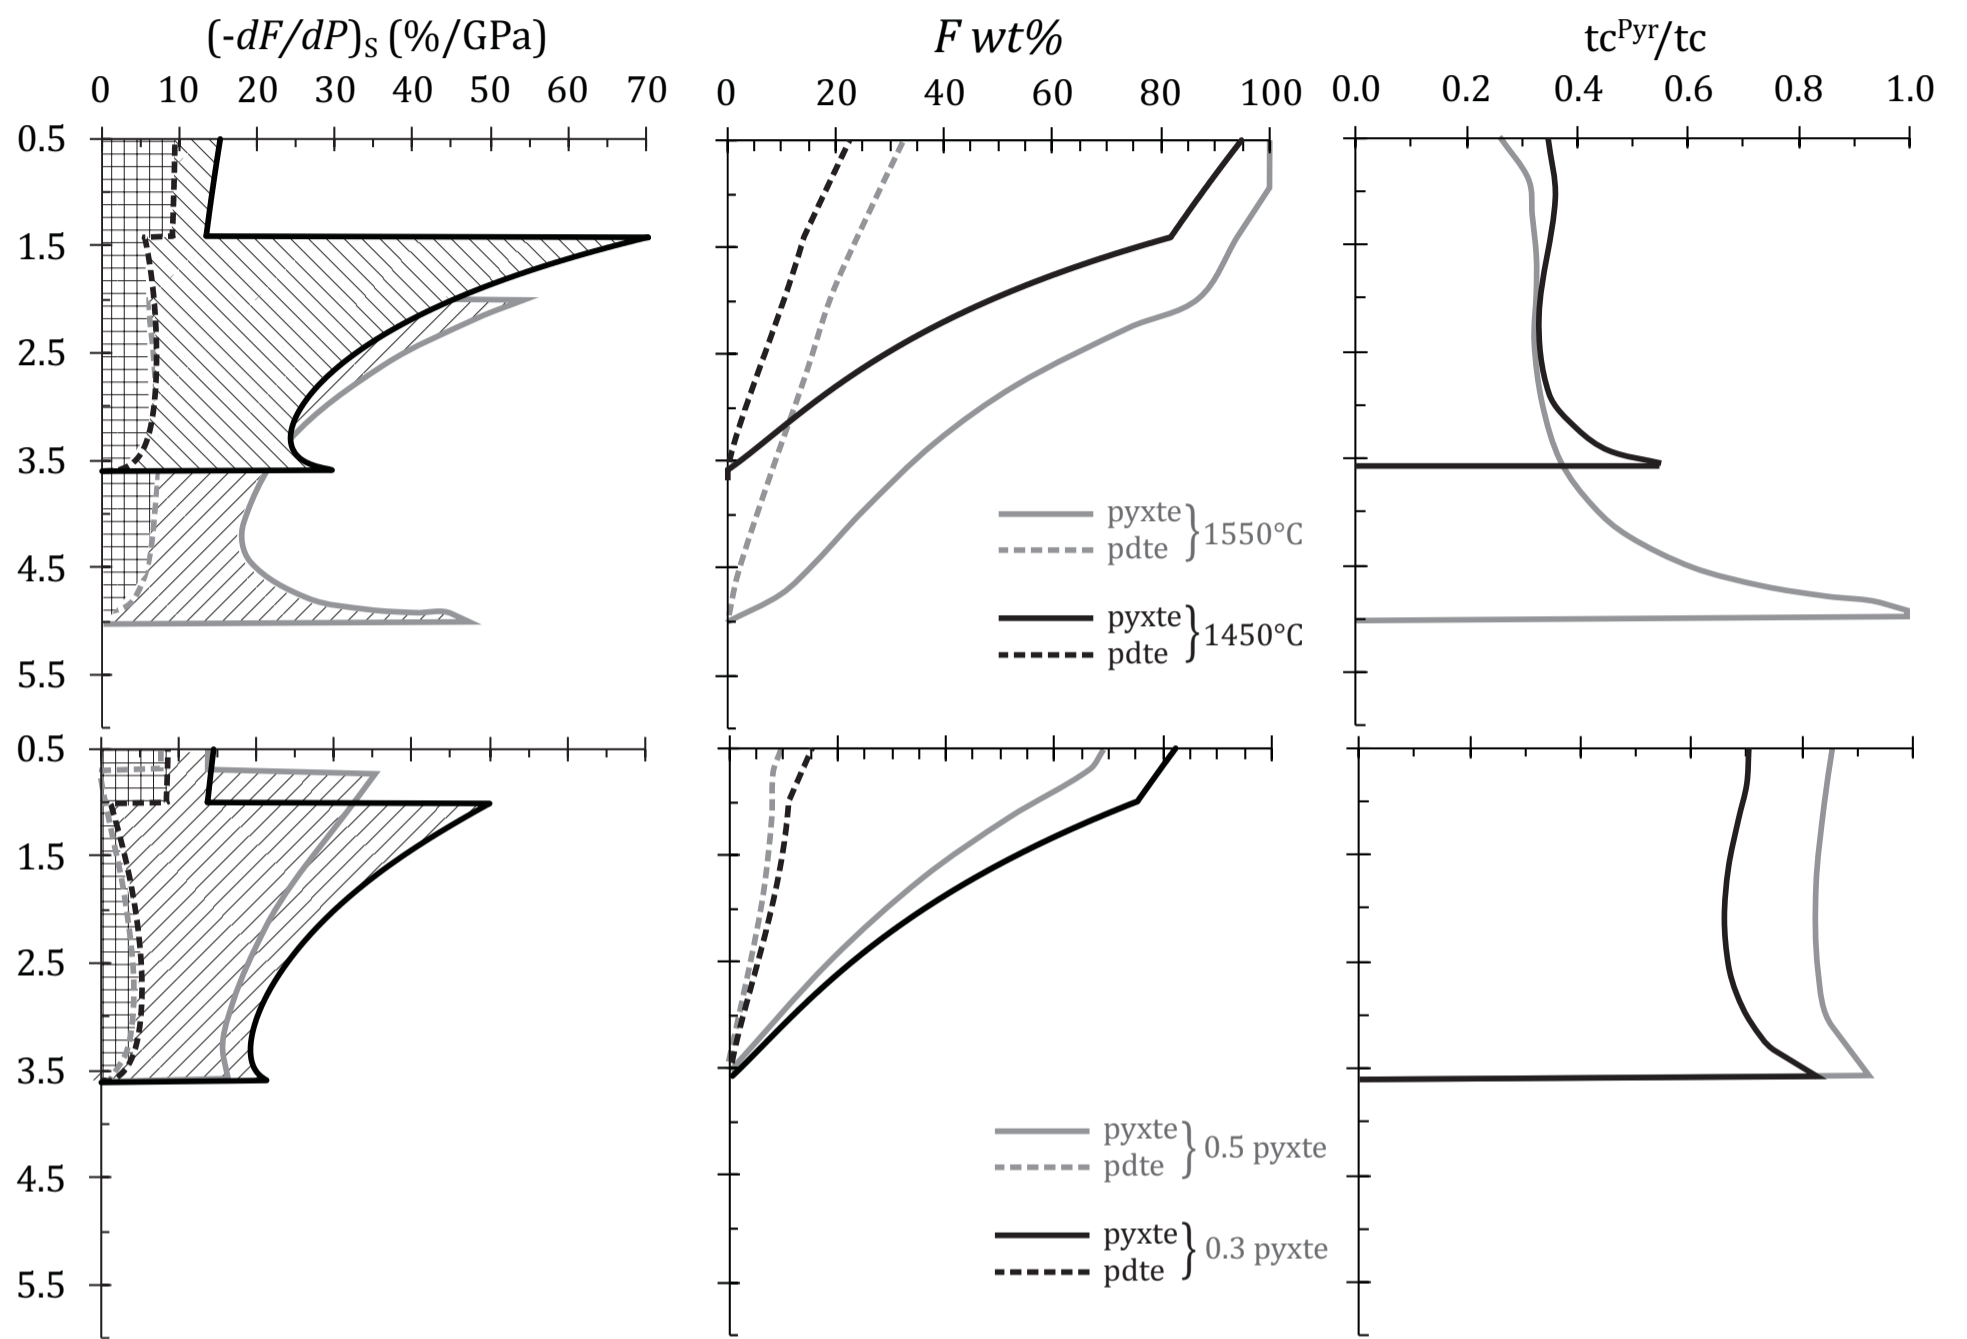 (-dF/dP)S (%/GPa)
F wt%
tcPyr/tc
0 10 20 30 40 50 60 70
0 20 40 60 80 100
0.0 0.2 0.4 0.6 0.8 1.0
0.5
1.5
2.5
3.5
4.5
5.5
pyxte
pdte
1550°C
pyxte
pdte
1450°C
0.5
1.5
2.5
3.5
4.5
5.5
pyxte
pdte
0.5 pyxte
pyxte
pdte
0.3 pyxte